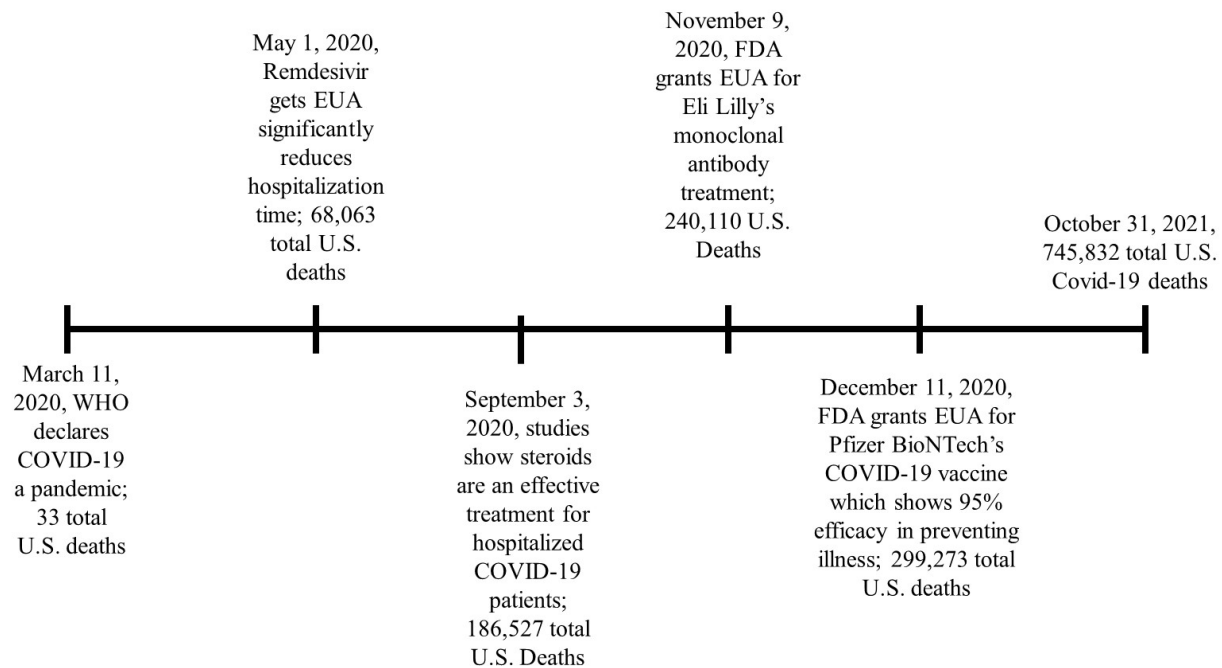 May 1, 2020,
Remdesivir
gets EUA
significantly
reduces
hospitalization
time; 68,063
total U.S.
deaths
November 9,
2020, FDA
grants EUA for
Eli Lilly’s
monoclonal
antibody
treatment;
240,110 U.S.
Deaths
October 31, 2021,
745,832 total U.S.
Covid-19 deaths
March 11,
2020, WHO
declares
COVID-19
a pandemic;
33 total
U.S. deaths
September 3,
2020, studies
show steroids
are an effective
treatment for
hospitalized
COVID-19
patients;
186,527 total
U.S. Deaths
December 11, 2020,
FDA grants EUA for
Pfizer BioNTech’s
COVID-19 vaccine
which shows 95%
efficacy in preventing
illness; 299,273 total
U.S. deaths